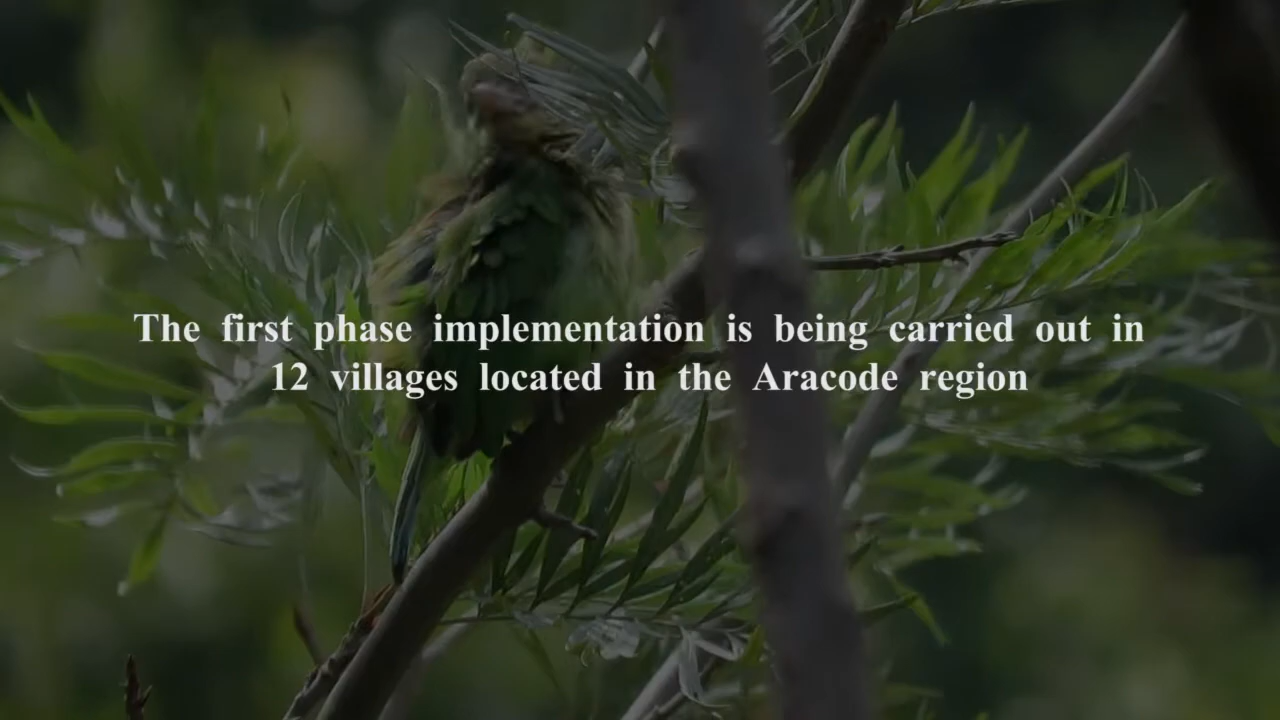 The first phase implementation is being carried out in
12 villages located in the Aracode region